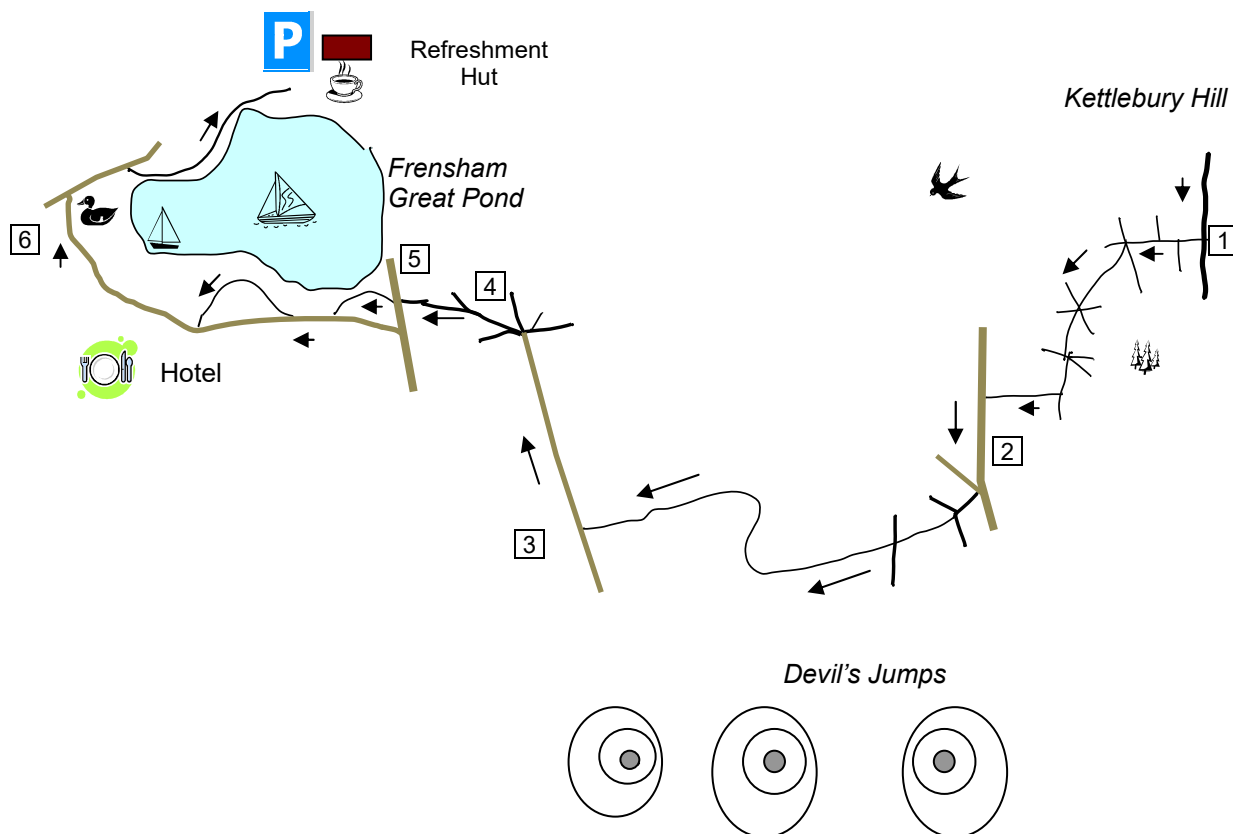 P
Refreshment
Hut
Kettlebury Hill
Frensham
Great Pond
6
5
4
1
Hotel
2
3
Devil's Jumps